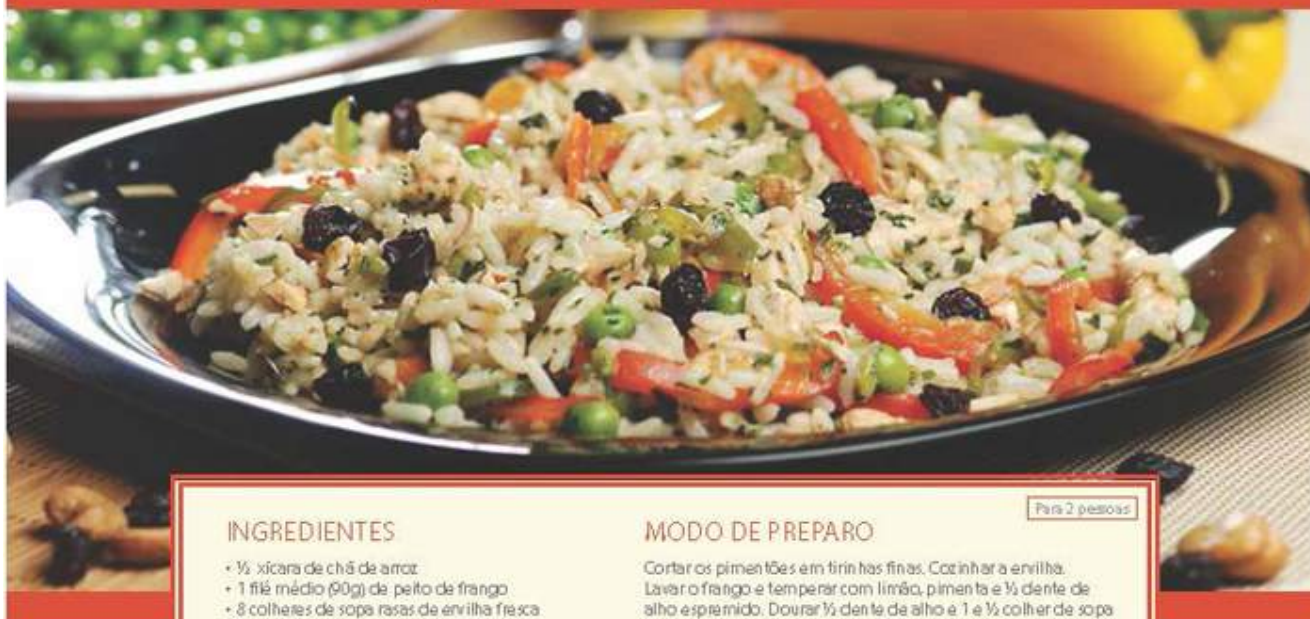 Para 2 pessoas
INGREDIENTES
• ½ xícara de chá de arroz
• 1 filé médio (90g) de peito de frango
• 8 colheres de sopa rasas de ervilha fresca
MODO DE PREPARO
Cortar os pimentões em tirinhas finas. Cozinhar a ervilha.
Lavar o frango e temperar com limão, pimenta e ½ dente de
alho espremido. Dourar ½ dente de alho e 1 e ½ colher de sopa